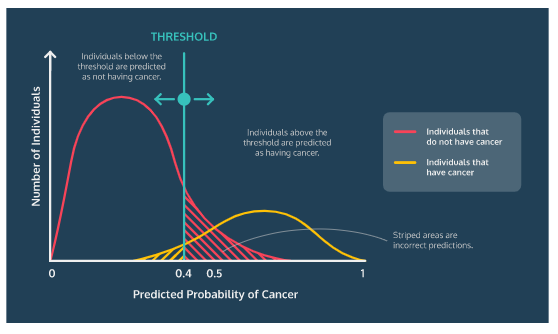 THRESHOLD
Individuals below the
threshold are predicted
as not having cancer.
Individuals above the
threshold are predicted
as having cancer.
Individuals that
do not have cancer
Individuals that
have cancer
Number of Individuals
Striped areas are
incorrect predictions.
0
0.4
0.5
1
Predicted Probability of Cancer